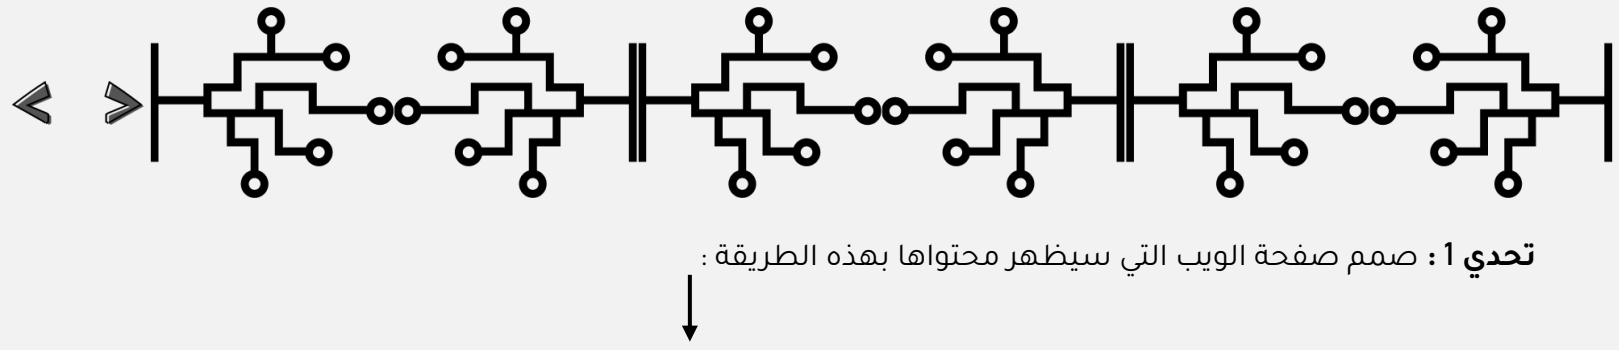 < >
تحدي 1 : صمم صفحة الويب التي سيظهر محتواها بهذه الطريقة :